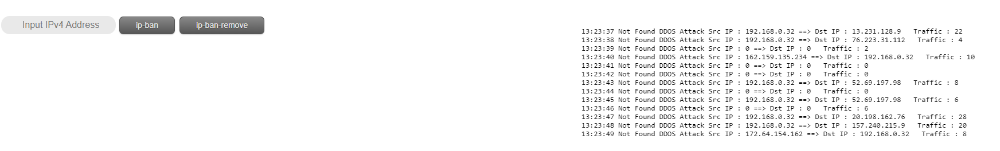 Input IPv4 Address ip-ban ip-ban-remove
13:23:37 Not Found DDOS Attack Src IP : 192.168.0.32 ==> Dst IP : 13.231.128.9 Traffic : 22
13:23:38 Not Found DDOS Attack Src IP : 192.168.0.32 ==> Dst IP : 76.223.31.112 Traffic : 4
13:23:39 Not Found DDOS Attack Src IP : 0 ==> Dst IP : 0 Traffic : 2
13:23:40 Not Found DDOS Attack Src IP : 162.159.135.234 ==> Dst IP : 192.168.0.32 Traffic : 10
13:23:41 Not Found DDOS Attack Src IP : 0 ==> Dst IP : 0 Traffic : 0
13:23:42 Not Found DDOS Attack Src IP : 0 ==> Dst IP : 0 Traffic : 0
13:23:43 Not Found DDOS Attack Src IP : 192.168.0.32 ==> Dst IP : 52.69.197.98 Traffic : 8
13:23:44 Not Found DDOS Attack Src IP : 0 ==> Dst IP : 0 Traffic : 0
13:23:45 Not Found DDOS Attack Src IP : 192.168.0.32 ==> Dst IP : 52.69.197.98 Traffic : 6
13:23:46 Not Found DDOS Attack Src IP : 0 ==> Dst IP : 0 Traffic : 6
13:23:47 Not Found DDOS Attack Src IP : 192.168.0.32 ==> Dst IP : 20.198.162.76 Traffic : 28
13:23:48 Not Found DDOS Attack Src IP : 192.168.0.32 ==> Dst IP : 157.240.215.9 Traffic : 20
13:23:49 Not Found DDOS Attack Src IP : 172.64.154.162 ==> Dst IP : 192.168.0.32 Traffic : 8